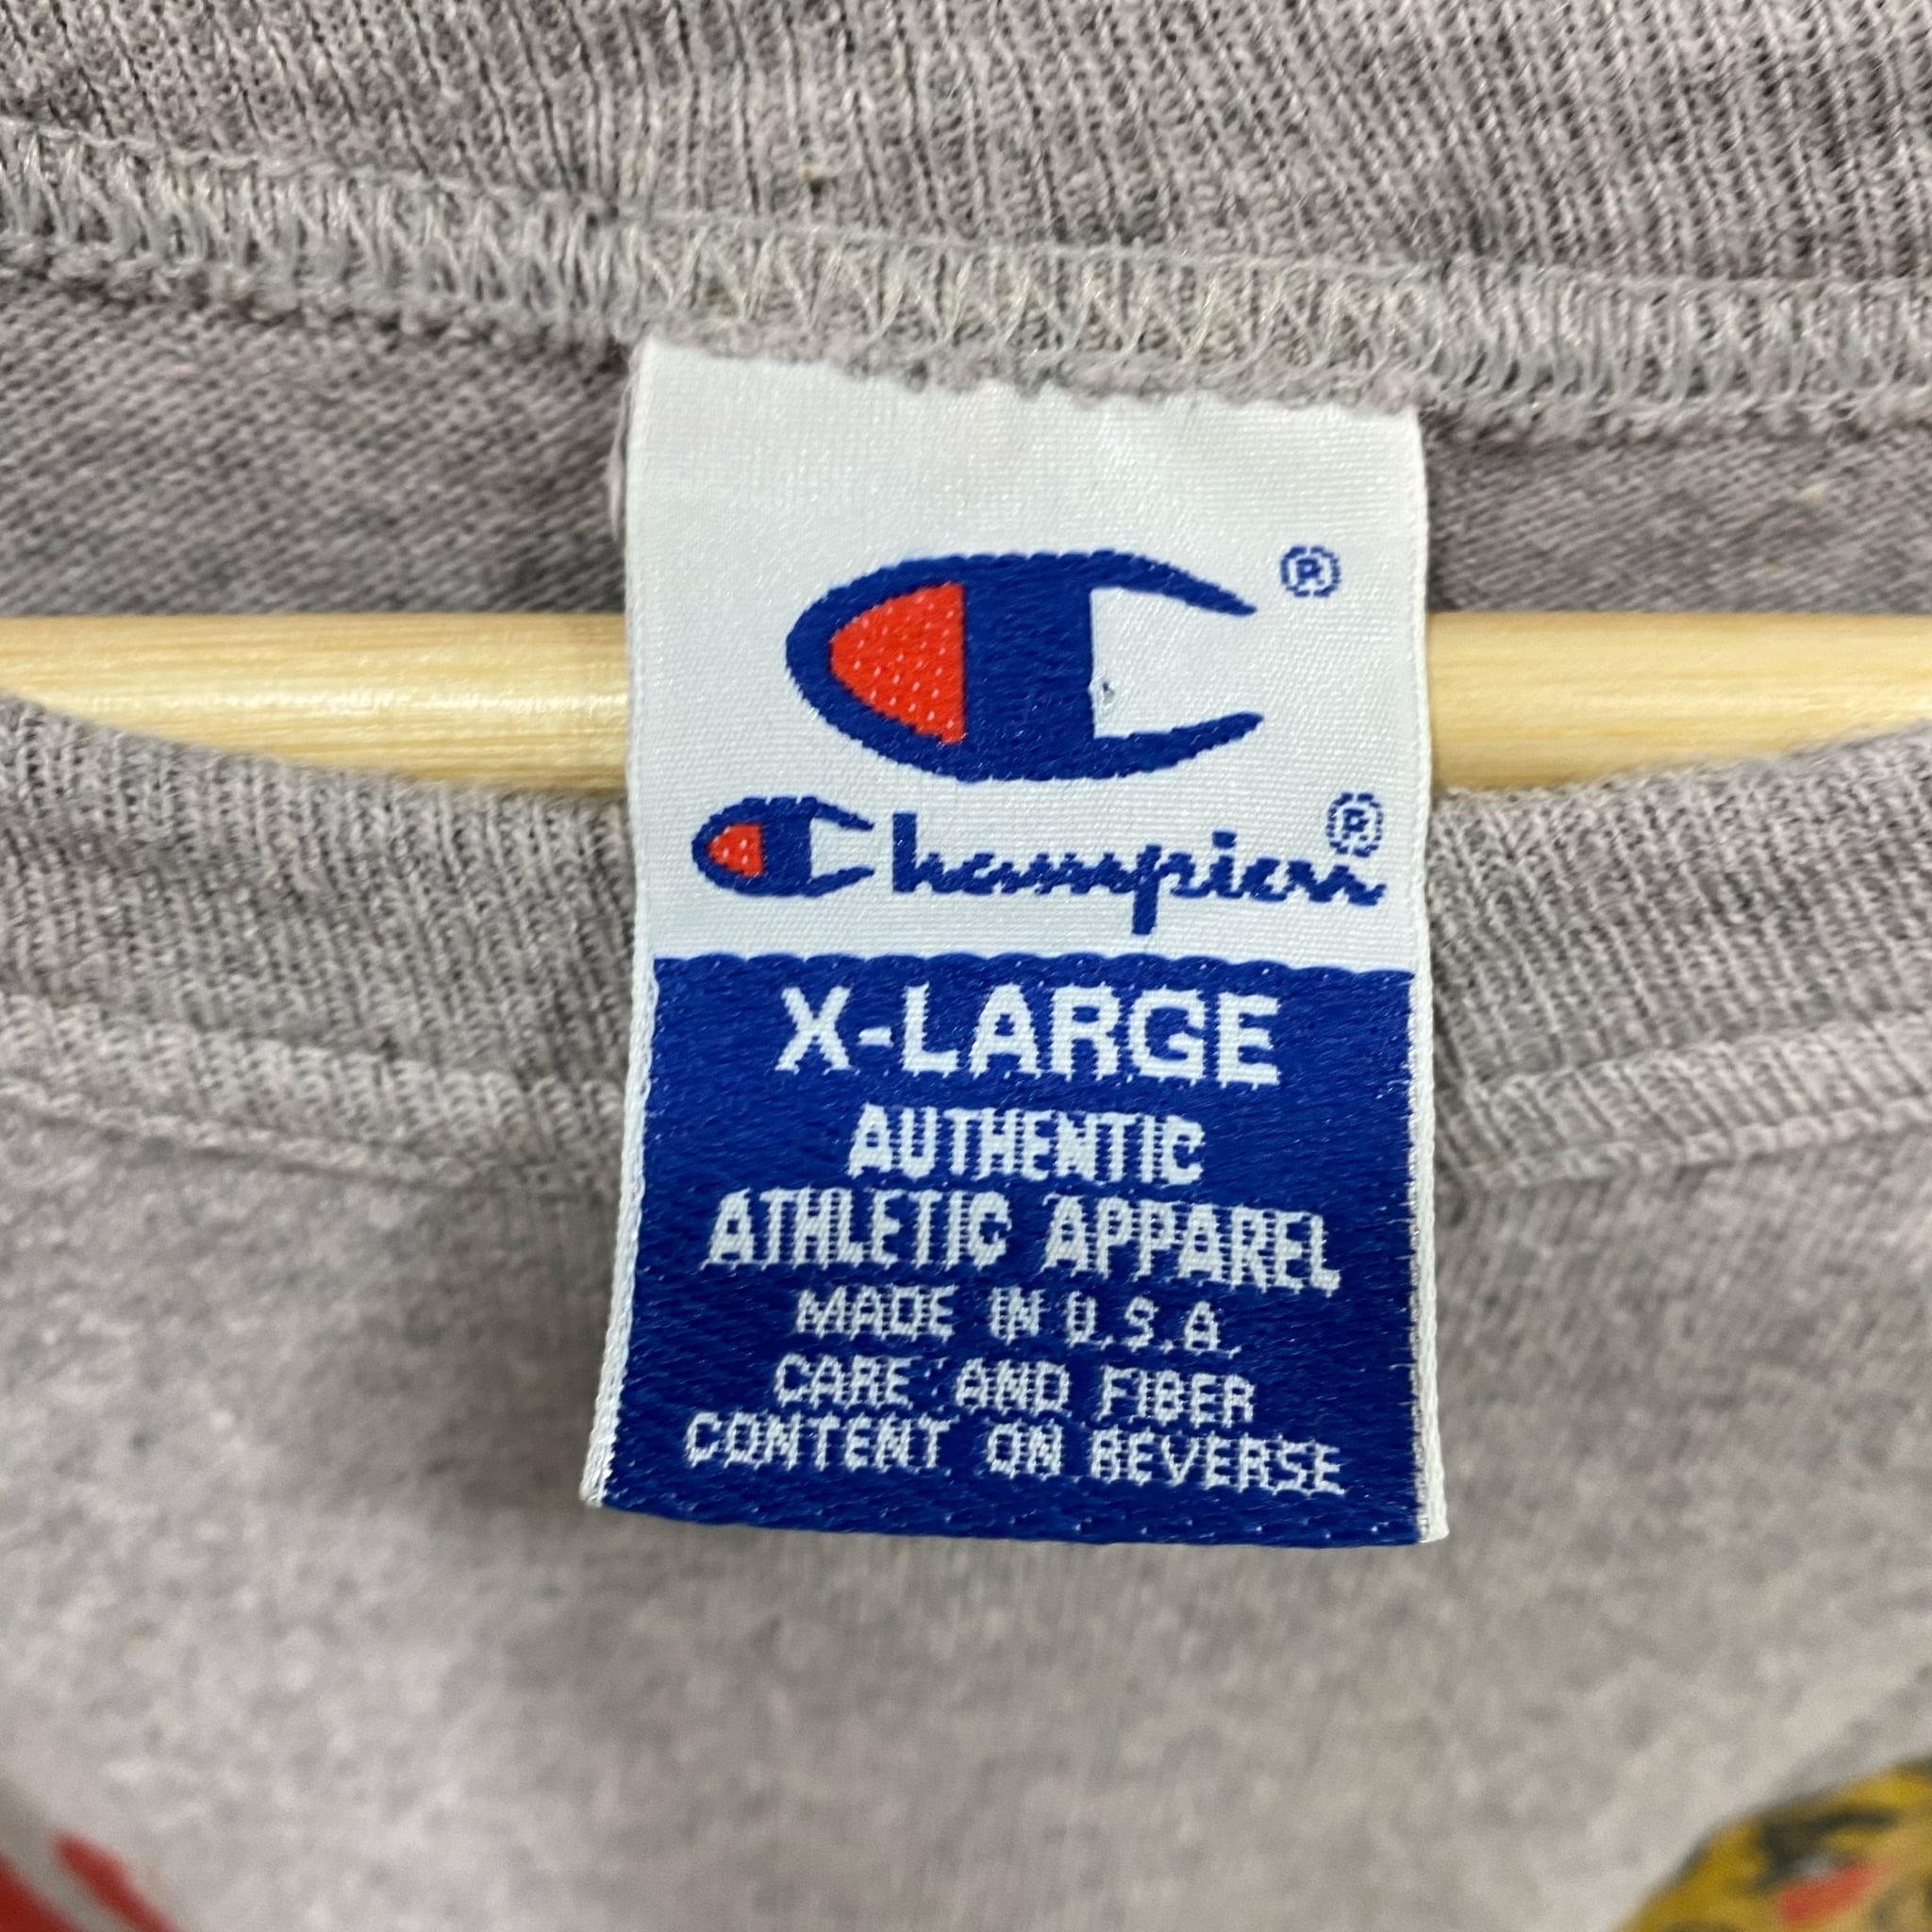 ®
Champion®
X-LARGE
AUTHENTIC
ATHLETIC APPAREL
MADE IN U.S.A.
CARE AND FIBER
CONTENT ON REVERSE